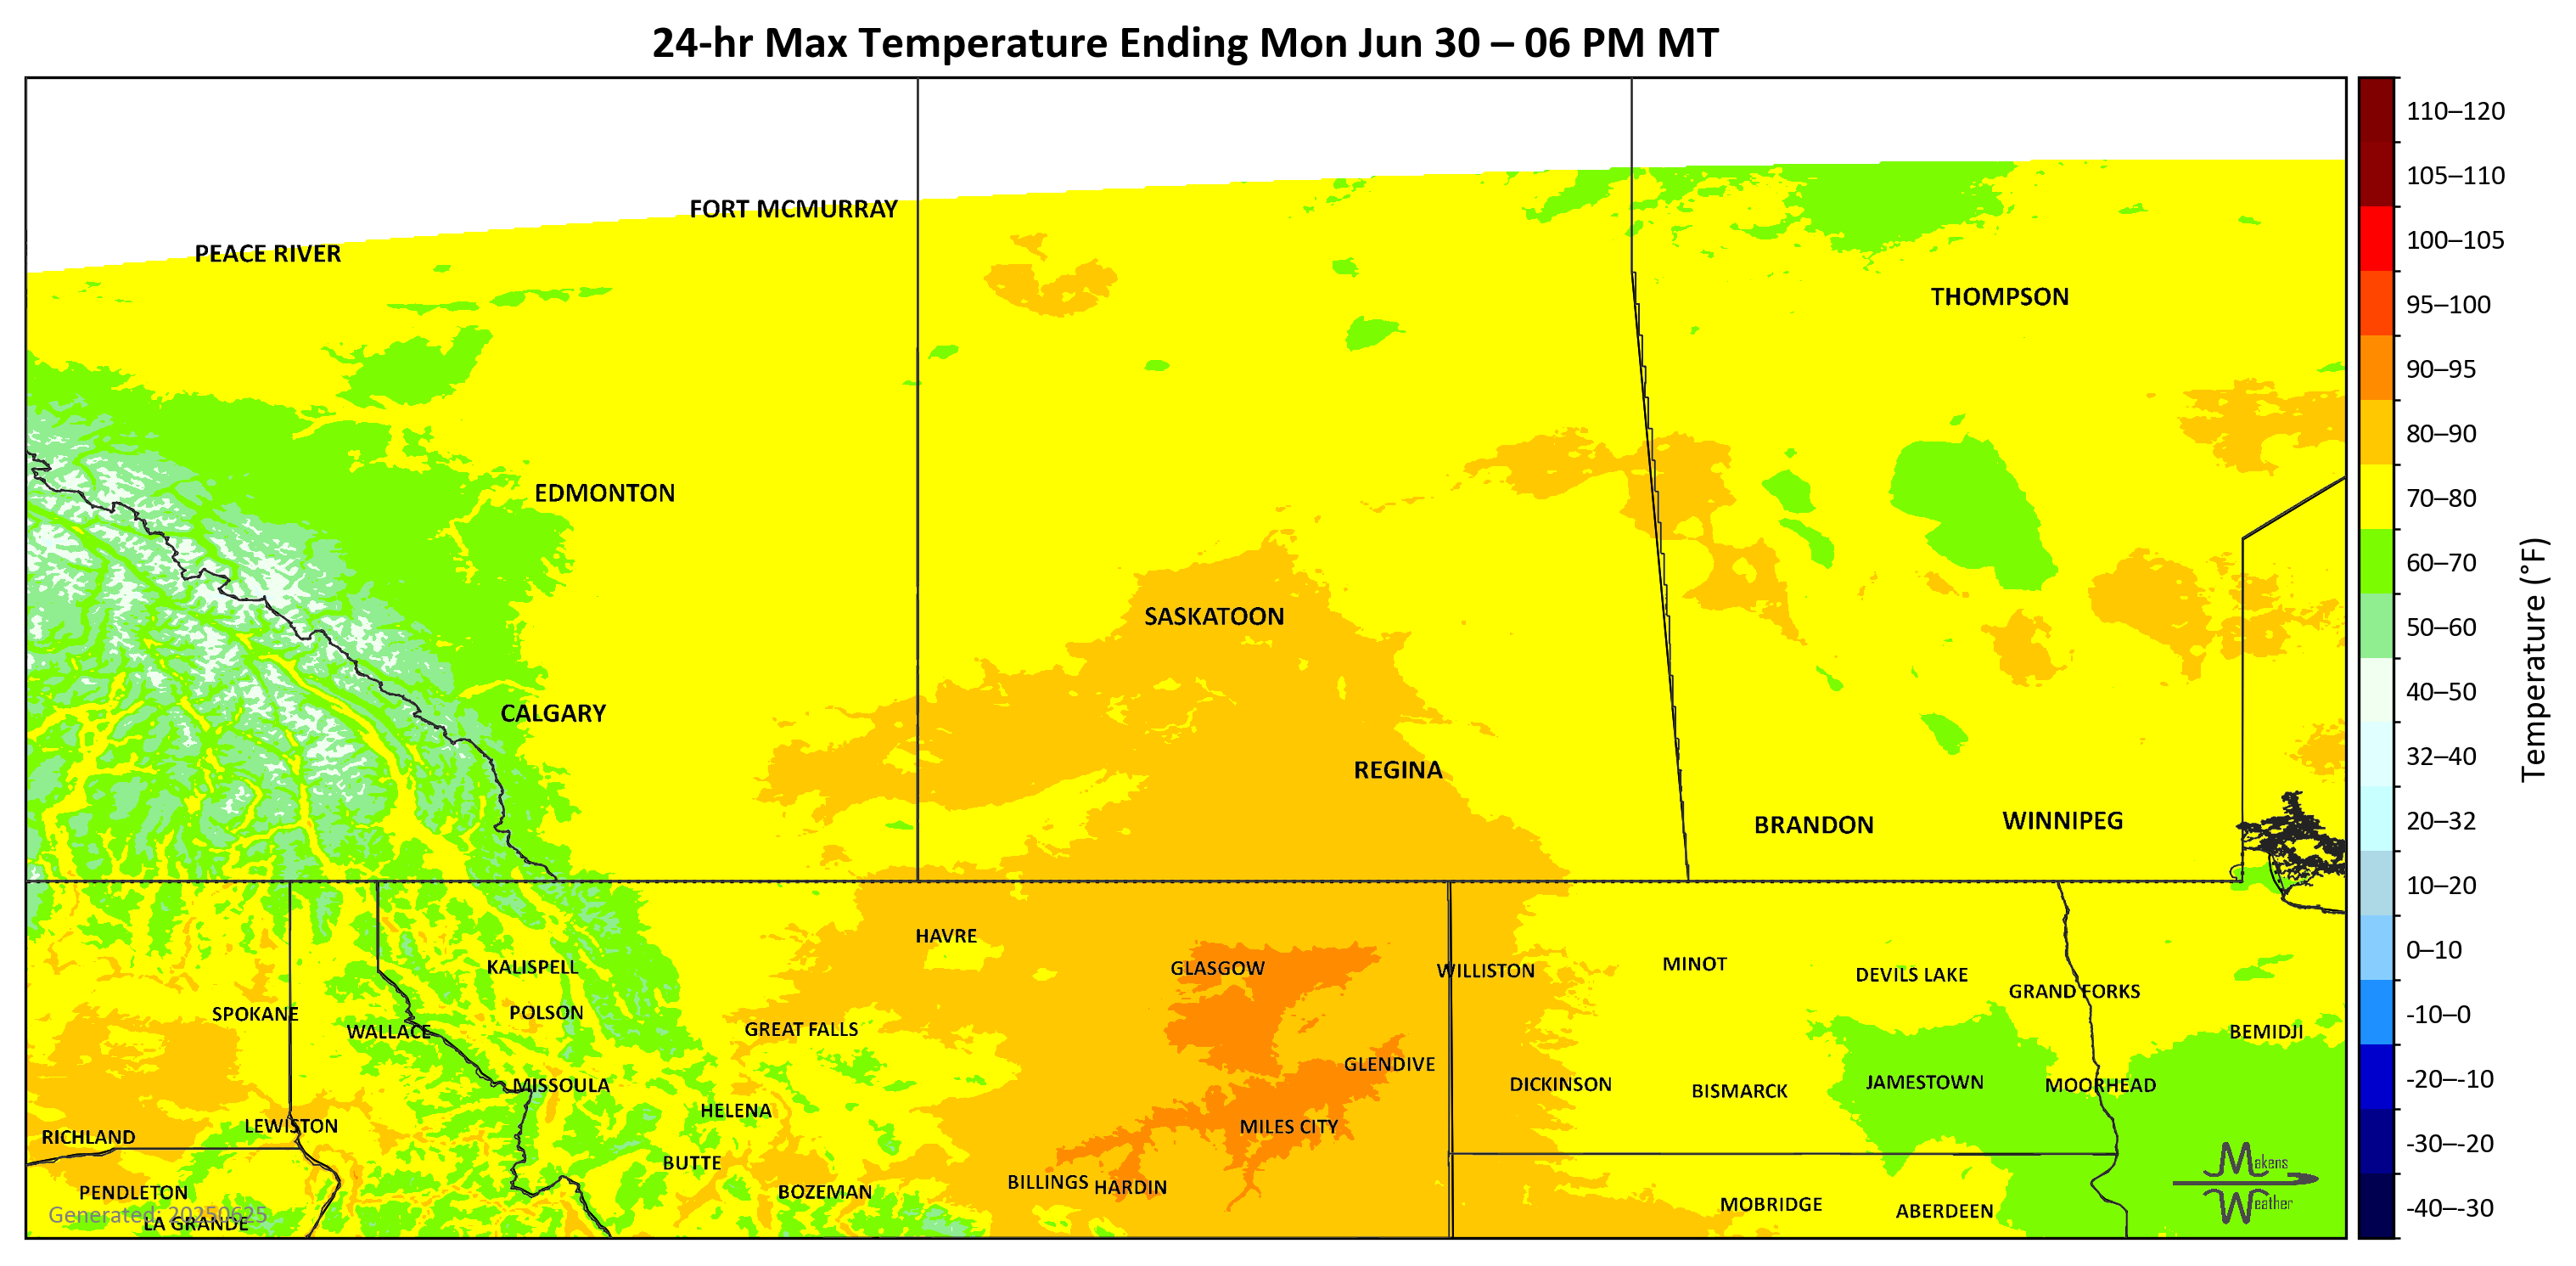 24-hr Max Temperature Ending Mon Jun 30 – 06 PM MT
110–120
105–110
100–105
95–100
90–95
80–90
70–80
60–70
50–60
40–50
32–40
20–32
10–20
0–10
-10–0
-20–-10
-30–-20
-40–-30
Temperature (°F)
FORT MCMURRAY
PEACE RIVER
THOMPSON
EDMONTON
SASKATOON
CALGARY
REGINA
BRANDON
WINNIPEG
HAVRE
KALISPELL
GLASGOW
WILLISTON
MINOT
DEVILS LAKE
GRAND FORKS
SPOKANE
POLSON
WALLACE
GREAT FALLS
BEMIDJI
GLENDIVE
MISSOULA
DICKINSON
BISMARCK
JAMESTOWN
MOORHEAD
HELENA
LEWISTON
MILES CITY
RICHLAND
BUTTE
BILLINGS
HARDIN
PENDLETON
BOZEMAN
MOBRIDGE
ABERDEEN
LA GRANDE
Generated: 20250625
Makens
Weather